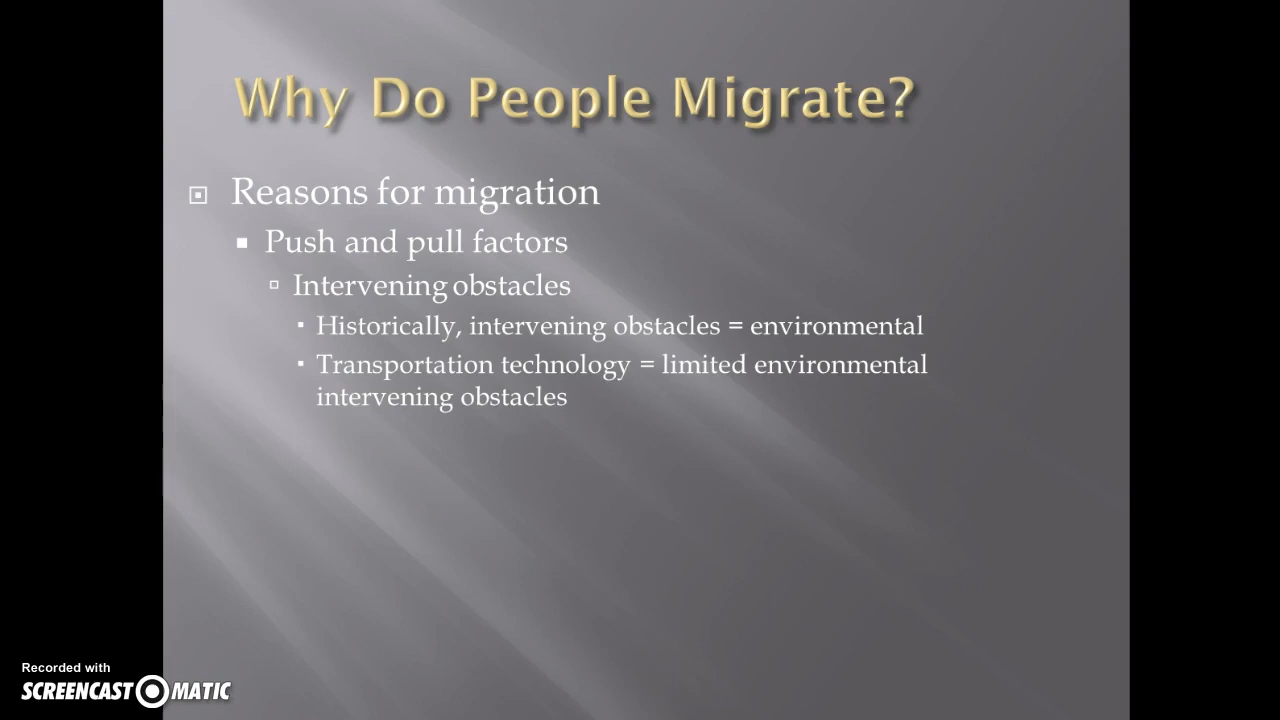 Why Do People Migrate?
Reasons for migration
Push and pull factors
Intervening obstacles
Historically, intervening obstacles = environmental
Transportation technology = limited environmental
intervening obstacles
Recorded with
SCREENCAST MATIC